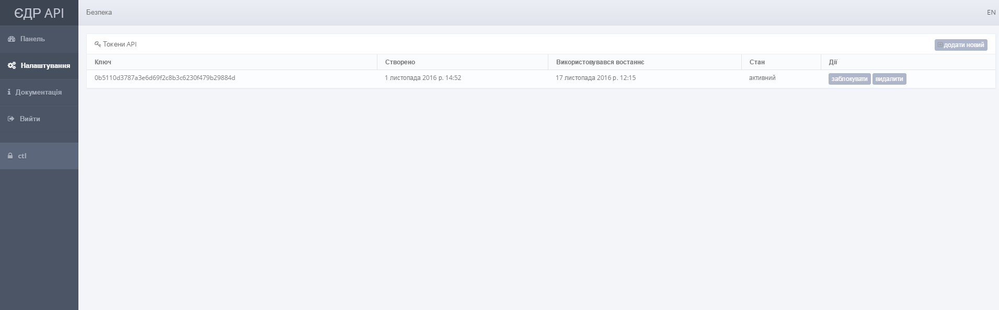 ЄДР API
Безпека
EN
Панель
Налаштування
Документація
Вийти
ctl
Токени API
додати новий
Ключ Створено Використовувався востаннє Стан Дії
0b5110d3787a3e6d69f2c8b3c6230f479b29884d 1 листопада 2016 р. 14:52 17 листопада 2016 р. 12:15 активний заблокувати видалити